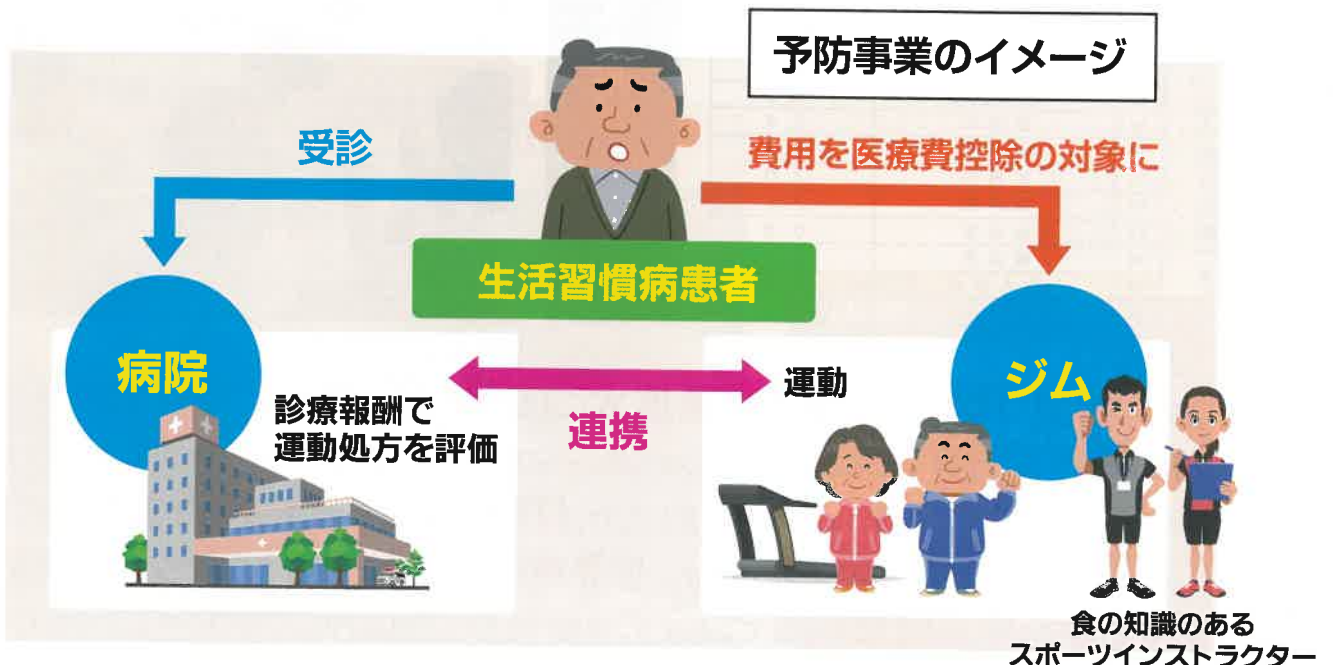 予防事業のイメージ
受診
費用を医療費控除の対象に
生活習慣病患者
病院
診療報酬で
運動処方を評価
連携
運動
ジム
食の知識のある
スポーツインストラクター